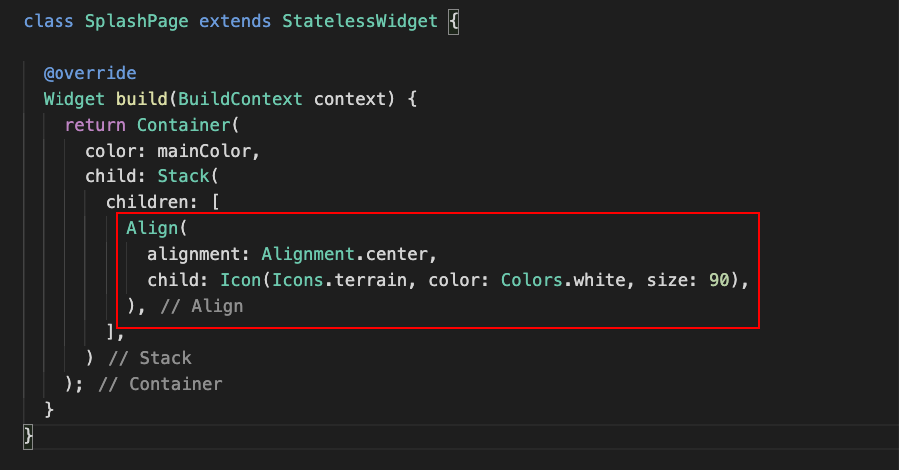 class SplashPage extends StatelessWidget {
@override
Widget build(BuildContext context) {
return Container(
color: mainColor,
child: Stack(
children: [
Align(
alignment: Alignment.center,
child: Icon(Icons.terrain, color: Colors.white, size: 90),
), // Align
],
) // Stack
); // Container
}
}